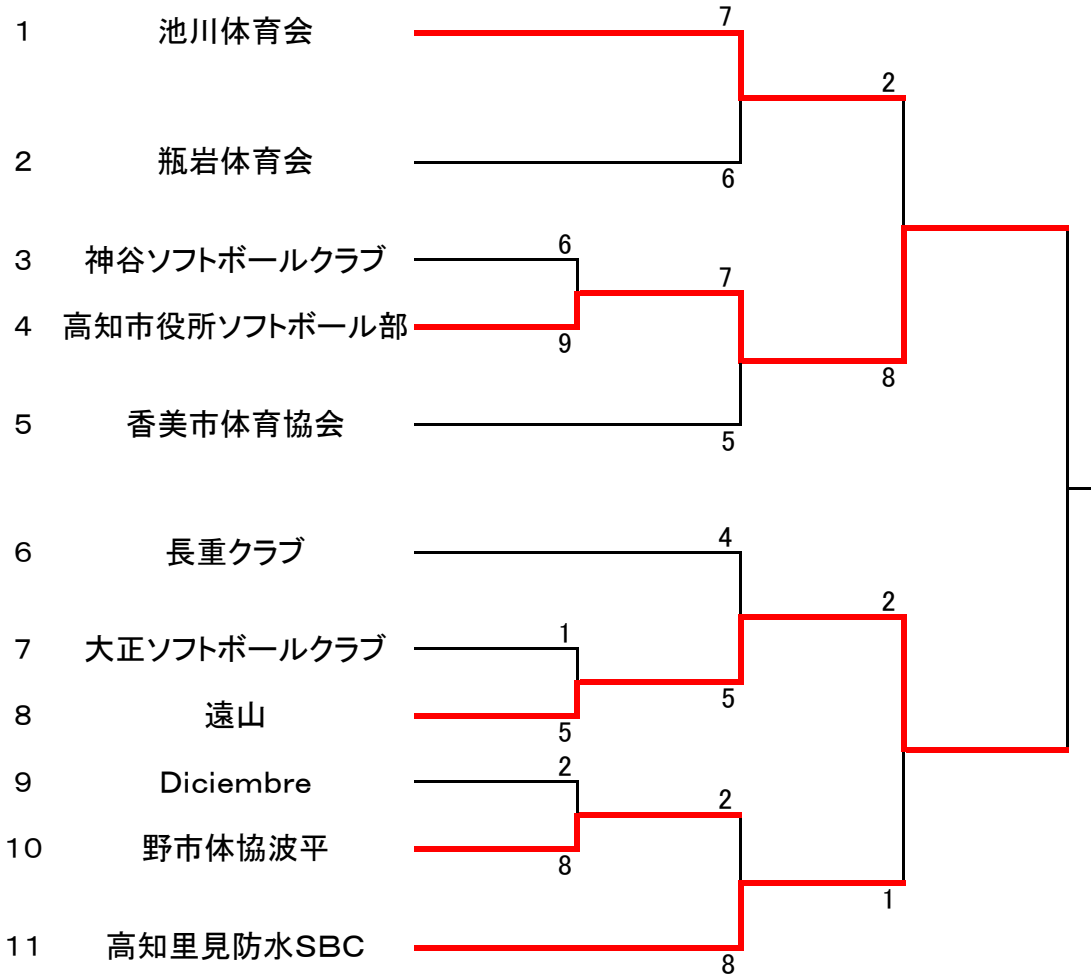 7
1 池川体育会
2
2 瓶岩体育会
6
6
3 神谷ソフトボールクラブ
7
4 高知市役所ソフトボール部
9
8
5 香美市体育協会
5
4
6 長重クラブ
2
1
7 大正ソフトボールクラブ
5
8 遠山
5
2
9 Diciembre
2
10 野市体協波平
8
1
11 高知里見防水SBC
8